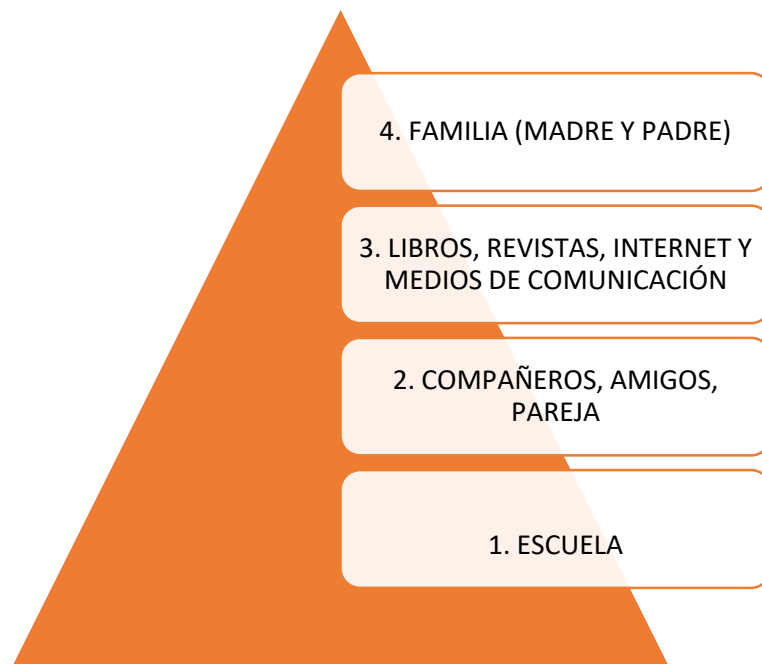 4. FAMILIA (MADRE Y PADRE)
3. LIBROS, REVISTAS, INTERNET Y
MEDIOS DE COMUNICACIÓN
2. COMPAÑEROS, AMIGOS,
PAREJA
1. ESCUELA